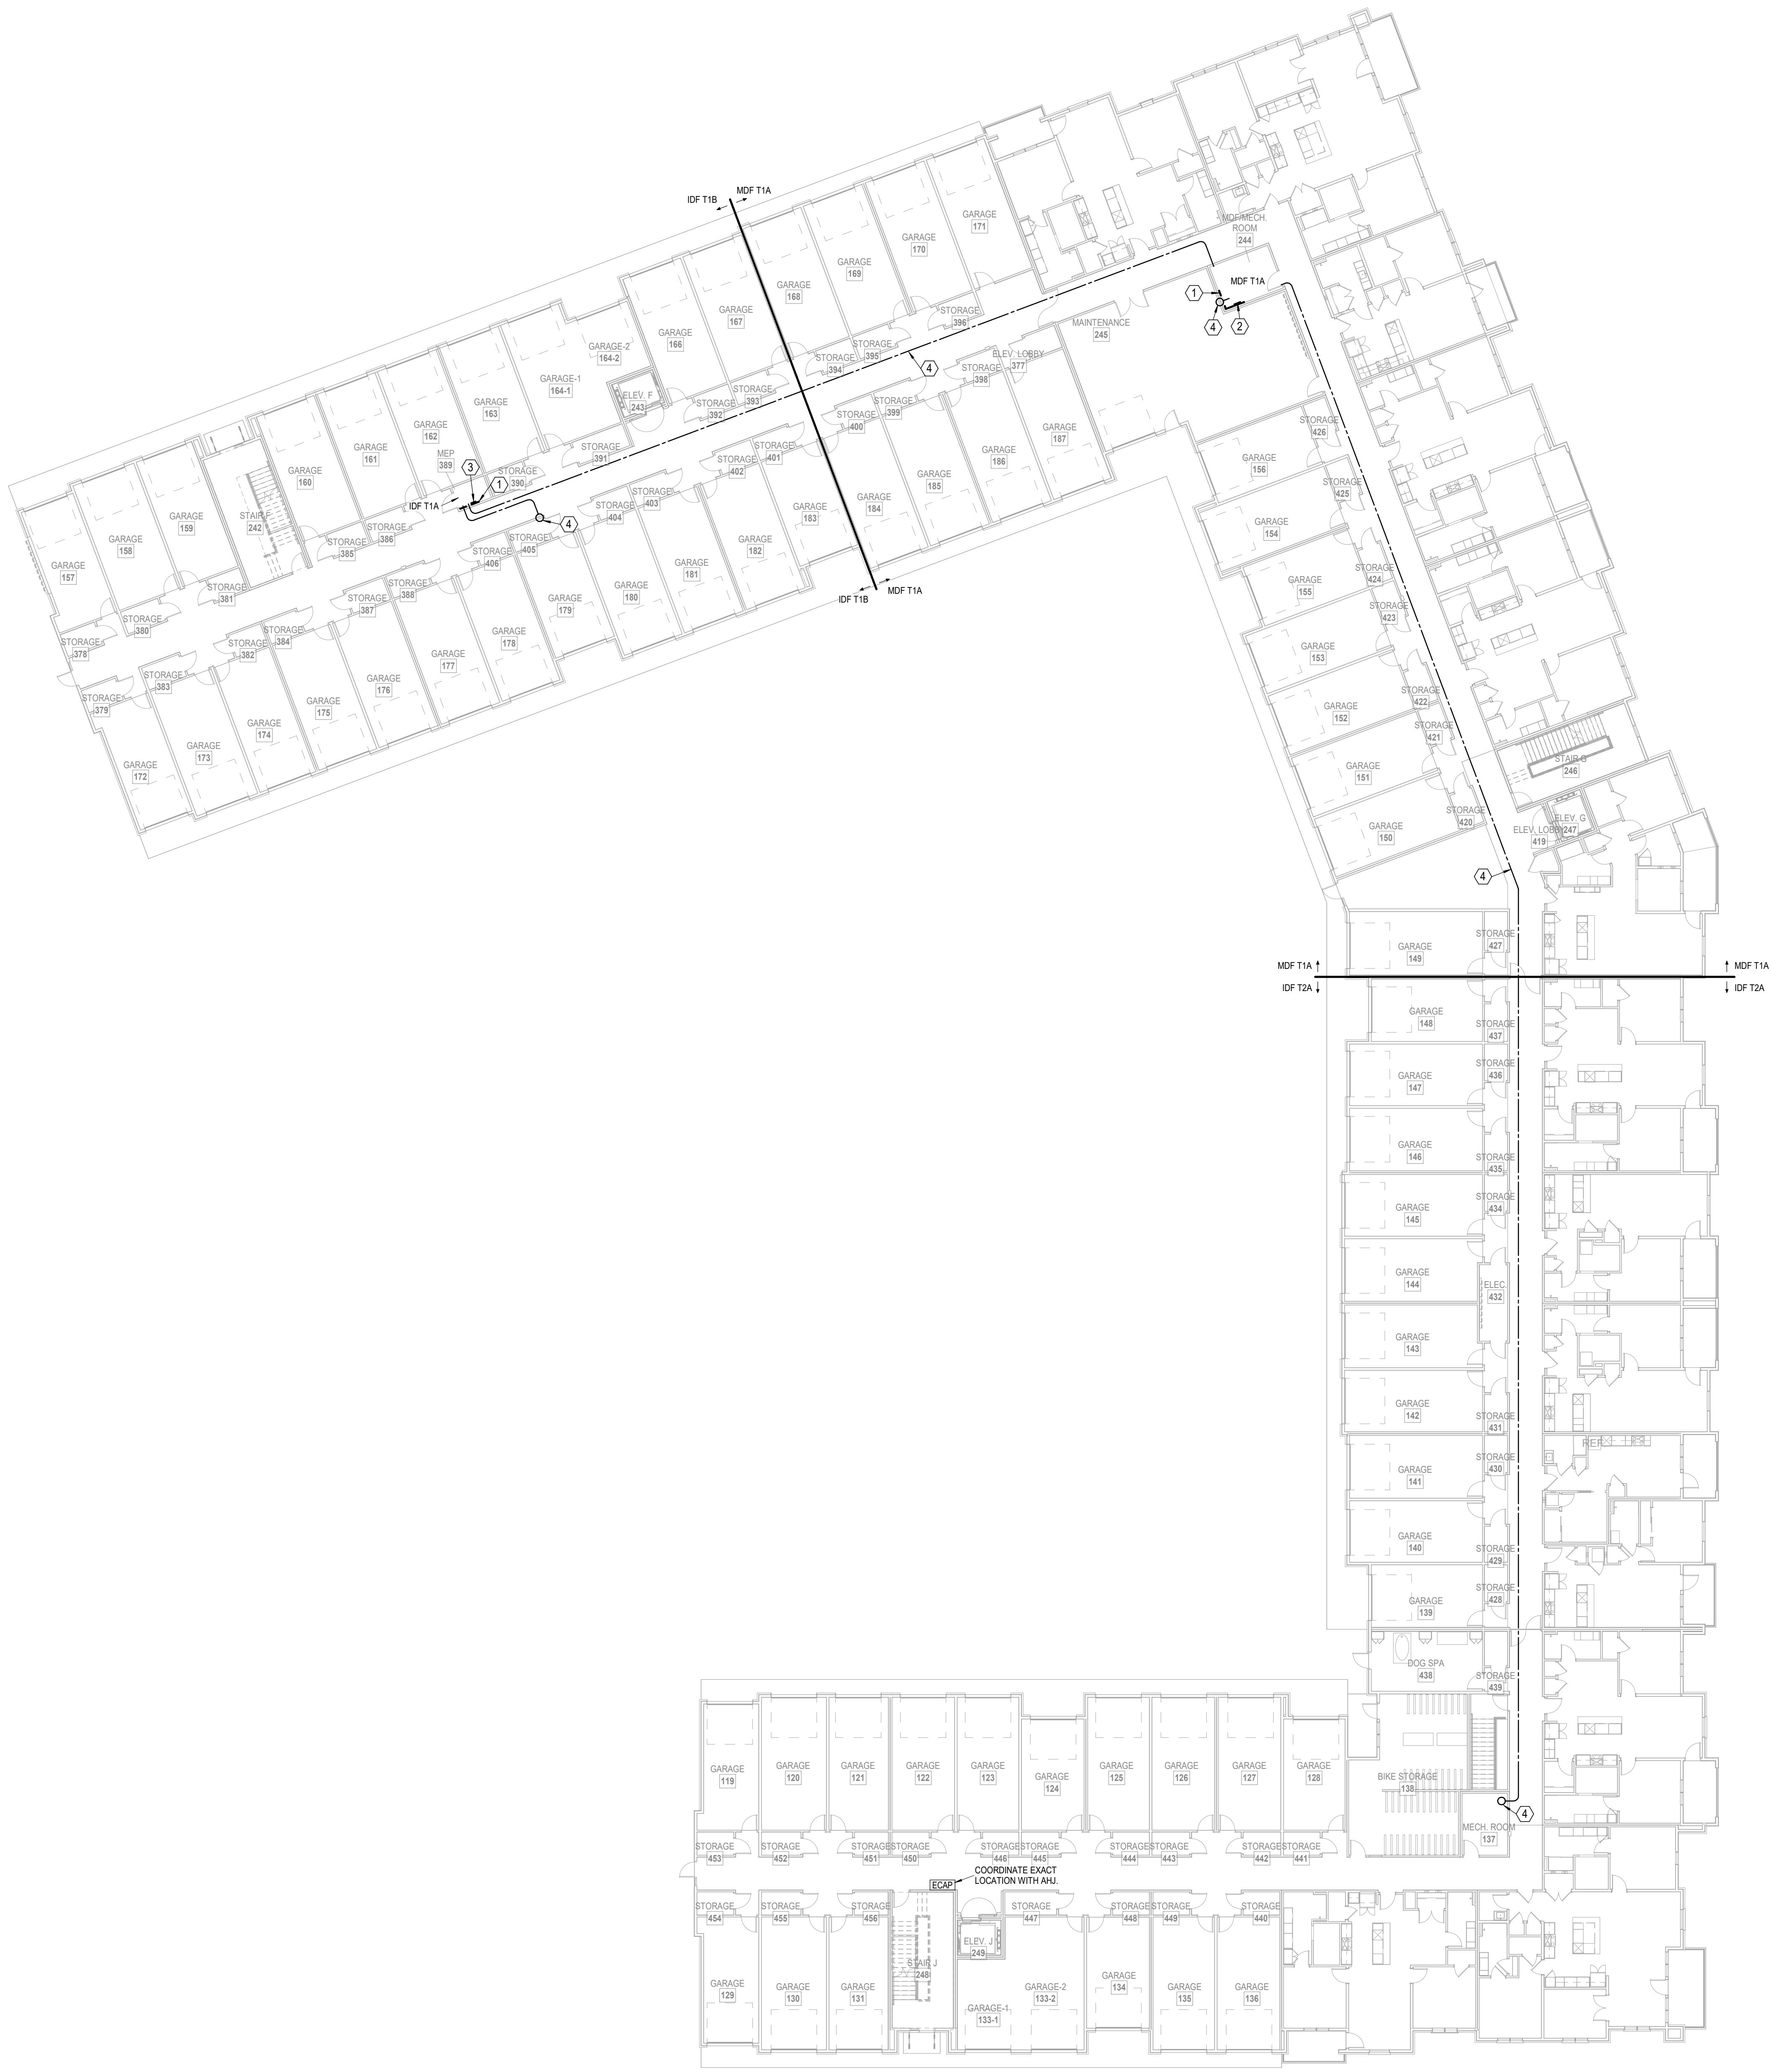 IDF T1B
MDF T1A
GARAGE
171
GARAGE
170
GARAGE
169
GARAGE
168
GARAGE
167
GARAGE
166
GARAGE-2
164-2
GARAGE-1
164-1
GARAGE
163
GARAGE
162
GARAGE
161
GARAGE
160
GARAGE
159
GARAGE
158
GARAGE
157
MDF/MECH.
ROOM
244
MDF T1A
1
4
2
MAINTENANCE
245
ELEV. LOBBY
377
STORAGE
396
STORAGE
395
STORAGE
394
4
STORAGE
398
STORAGE
399
STORAGE
400
STORAGE
393
STORAGE
392
ELEV. F
243
STORAGE
391
STORAGE
390
MEP
389
3
1
IDF T1A
4
STAIR F
242
STORAGE
386
STORAGE
385
STORAGE
401
STORAGE
402
STORAGE
403
STORAGE
404
STORAGE
405
STORAGE
406
STORAGE
388
STORAGE
387
STORAGE
381
STORAGE
380
STORAGE
378
STORAGE
384
STORAGE
382
STORAGE
383
STORAGE
379
GARAGE
187
GARAGE
186
GARAGE
185
GARAGE
184
GARAGE
183
GARAGE
182
GARAGE
181
GARAGE
180
GARAGE
179
GARAGE
178
GARAGE
177
GARAGE
176
GARAGE
175
GARAGE
174
GARAGE
173
GARAGE
172
IDF T1B
MDF T1A
STORAGE
426
GARAGE
156
STORAGE
425
GARAGE
154
STORAGE
424
GARAGE
155
STORAGE
423
GARAGE
153
STORAGE
422
GARAGE
152
STORAGE
421
GARAGE
151
STORAGE
420
GARAGE
150
STAIR G
246
ELEV. G
247
ELEV. LOBBY
419
4
STORAGE
427
GARAGE
149
MDF T1A
MDF T1A
IDF T2A
IDF T2A
GARAGE
148
STORAGE
437
GARAGE
147
STORAGE
436
GARAGE
146
STORAGE
435
GARAGE
145
STORAGE
434
GARAGE
144
ELEC.
432
GARAGE
143
GARAGE
142
STORAGE
431
REF.
GARAGE
141
STORAGE
430
GARAGE
140
STORAGE
429
GARAGE
139
STORAGE
428
DOG SPA
438
STORAGE
439
BIKE STORAGE
138
4
MECH. ROOM
137
GARAGE
119
GARAGE
120
GARAGE
121
GARAGE
122
GARAGE
123
GARAGE
124
GARAGE
125
GARAGE
126
GARAGE
127
GARAGE
128
STORAGE
453
STORAGE
452
STORAGE
451
STORAGE
450
STORAGE
446
STORAGE
445
STORAGE
444
STORAGE
443
STORAGE
442
STORAGE
441
ECAP
COORDINATE EXACT
LOCATION WITH AHJ.
STORAGE
454
STORAGE
455
STORAGE
456
STORAGE
447
STORAGE
448
STORAGE
449
STORAGE
440
ELEV. J
249
STAIR J
248
GARAGE
129
GARAGE
130
GARAGE
131
GARAGE-1
133-1
GARAGE-2
133-2
GARAGE
134
GARAGE
135
GARAGE
136